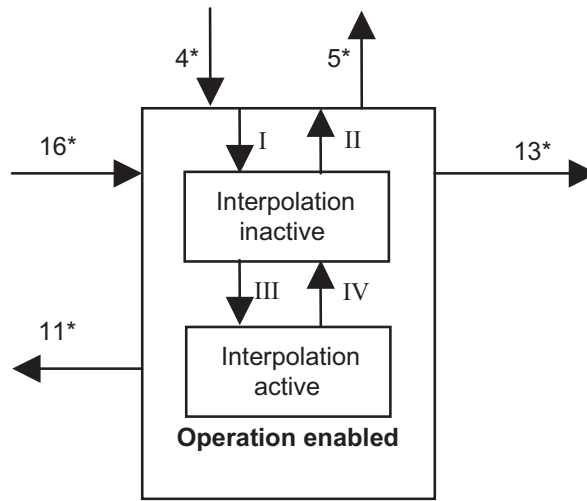 4*
5*
16*
I
II
13*
Interpolation
inactive
III
IV
11*
Interpolation
active
Operation enabled